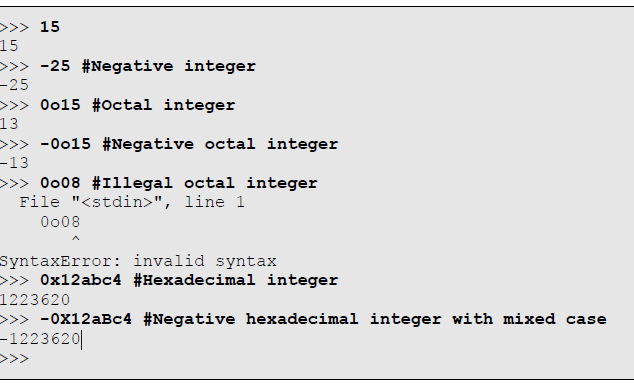 >>> 15
15
>>> -25 #Negative integer
-25
>>> 0o15 #Octal integer
13
>>> -0o15 #Negative octal integer
-13
>>> 0o08 #Illegal octal integer
  File "<stdin>", line 1
    0o08
       ^
SyntaxError: invalid syntax
>>> 0x12abc4 #Hexadecimal integer
1223620
>>> -0X12aBc4 #Negative hexadecimal integer with mixed case
-1223620
>>>